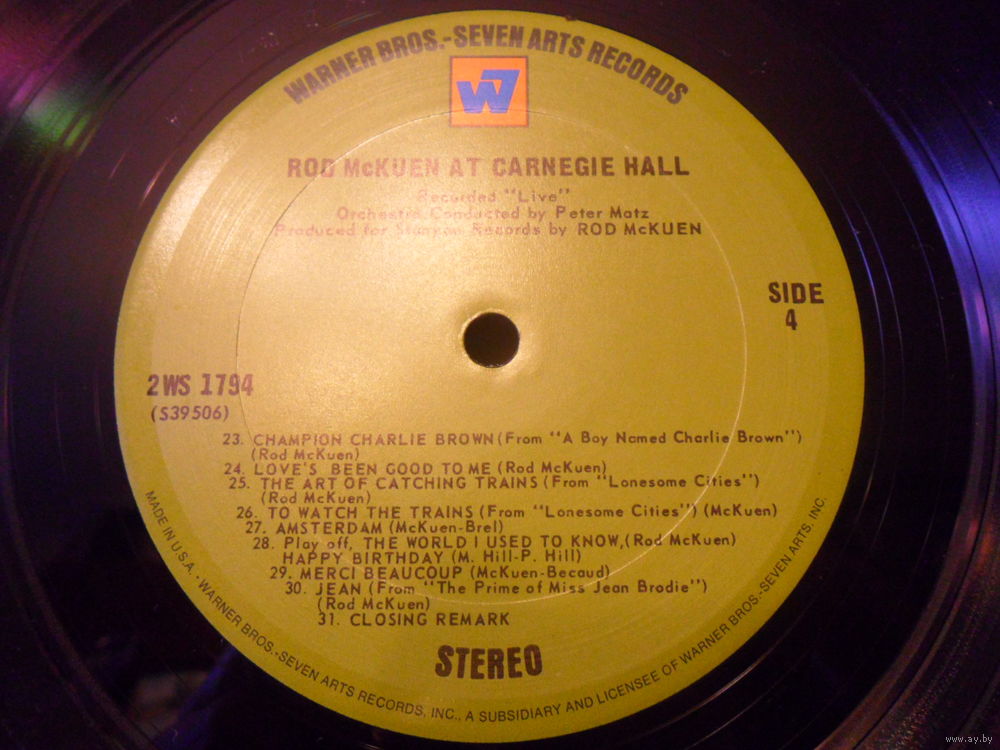 WARNER BROS.-SEVEN ARTS RECORDS
W7
ROD McKUEN AT CARNEGIE HALL
Recorded "Live"
Orchestra Conducted by Peter Matz
Produced for Stanyan Records by ROD McKUEN
SIDE
4
2WS 1794
(S39506)
23. CHAMPION CHARLIE BROWN (From "A Boy Named Charlie Brown")
(Rod McKuen)
24. LOVE'S BEEN GOOD TO ME (Rod McKuen)
25. THE ART OF CATCHING TRAINS (From "Lonesome Cities")
(Rod McKuen)
26. TO WATCH THE TRAINS (From "Lonesome Cities") (McKuen)
27. AMSTERDAM (McKuen-Brel)
28. Play off, THE WORLD I USED TO KNOW,(Rod McKuen)
HAPPY BIRTHDAY (M. Hill-P. Hill)
29. MERCI BEAUCOUP (McKuen-Becaud)
30. JEAN (From "The Prime of Miss Jean Brodie")
(Rod McKuen)
31. CLOSING REMARK
STEREO
MADE IN U.S.A. • WARNER BROS.-SEVEN ARTS RECORDS, INC., A SUBSIDIARY AND LICENSEE OF WARNER BROS.-SEVEN ARTS, INC.
www.ay.by